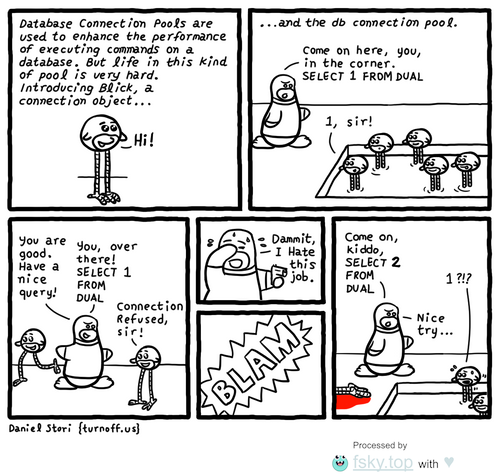 Database Connection Pools are
used to enhance the performance
of executing commands on a
database. But life in this kind
of pool is very hard.
Introducing Blick, a
connection object...
Hi!
...and the db connection pool.
Come on here, you,
in the corner.
SELECT 1 FROM DUAL
1, sir!
You are
good.
Have a
nice
query!
You, over
there!
SELECT 1
FROM
DUAL
Connection
Refused,
sir!
Dammit,
I Hate
this
job.
BLAM
Come on,
kiddo,
SELECT 2
FROM
DUAL
1?!?
Nice
try...
Daniel Stori {turnoff.us}
Processed by
fsky.top with